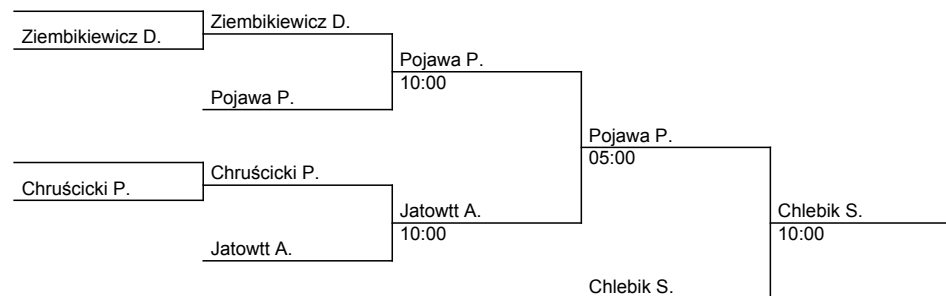 Ziembikiewicz D.
Ziembikiewicz D.
Pojawa P.
10:00
Pojawa P.
Pojawa P.
05:00
Chruścicki P.
Chruścicki P.
Jatowtt A.
10:00
Jatowtt A.
Chlebik S.
10:00
Chlebik S.